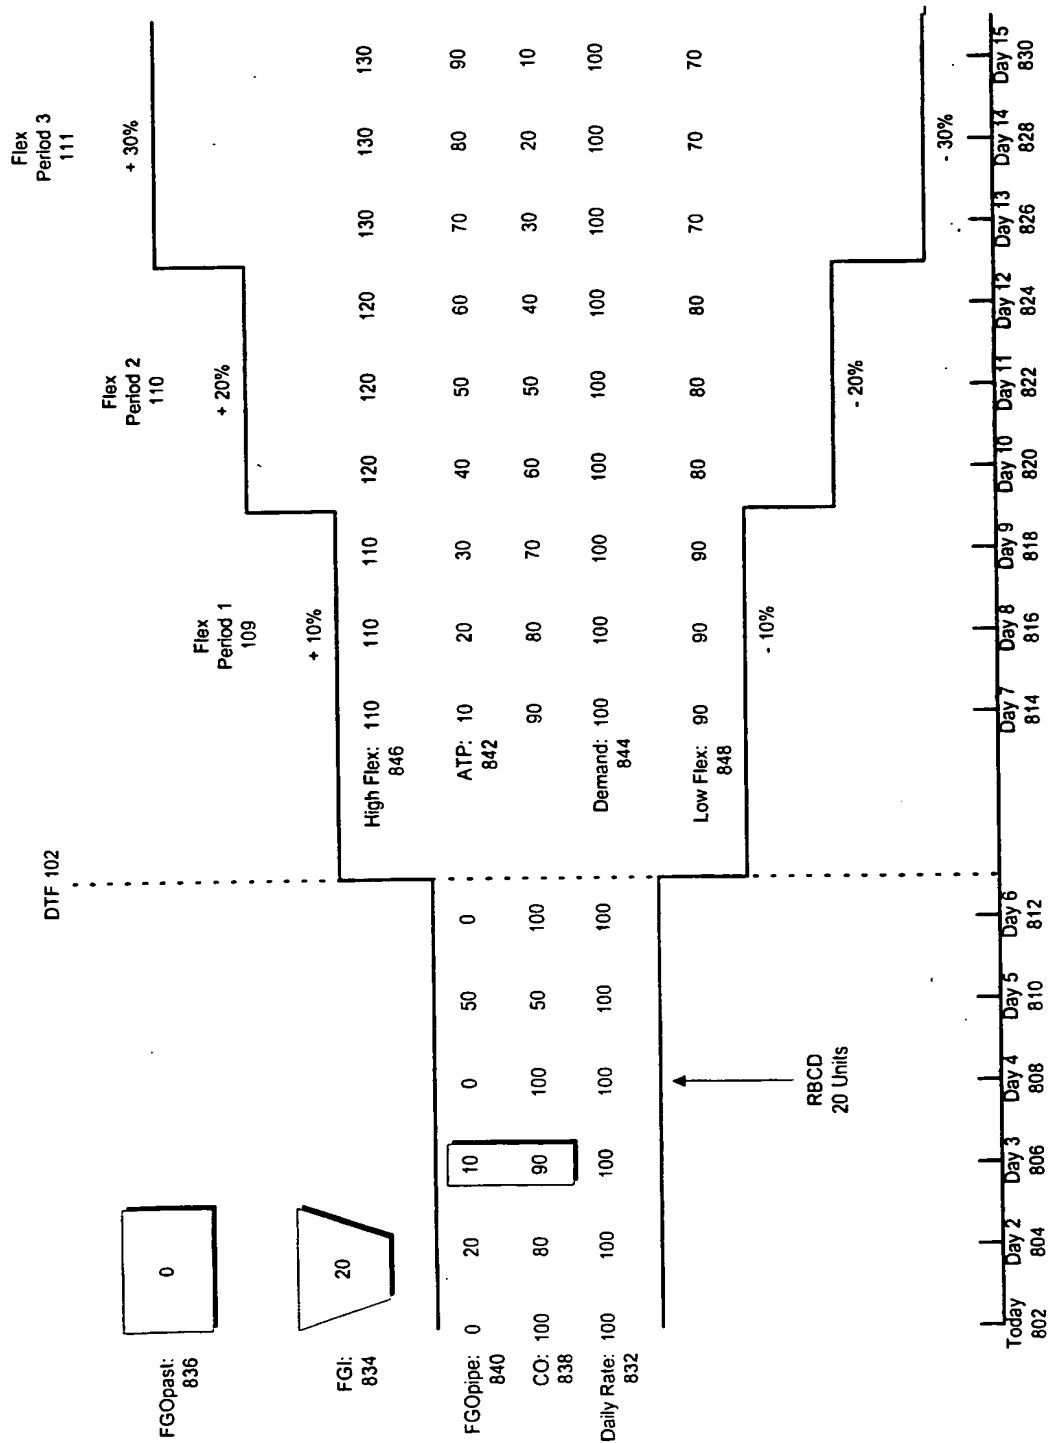 Flex
Period 3
111
+ 30%
Flex
Period 2
110
+ 20%
Flex
Period 1
109
+ 10%
DTF 102
FGOpast:
836
0
FGI:
834
20
High Flex: 110 110 110 120 120 120 130 130 130
846
FGOpipe: 0 20 10 0 50 0
840
ATP: 10 20 30 40 50 60 70 80 90
842
CO: 100 80 90 100 50 100 90 80 70 60 50 40 30 20 10
838
Daily Rate: 100 100 100 100 100 100
832
Demand: 100 100 100 100 100 100 100 100 100
844
Low Flex: 90 90 90 80 80 80 70 70 70
848
- 10%
- 20%
- 30%
RBCD
20 Units
Today Day 2 Day 3 Day 4 Day 5 Day 6 Day 7 Day 8 Day 9 Day 10 Day 11 Day 12 Day 13 Day 14 Day 15
802 804 806 808 810 812 814 816 818 820 822 824 826 828 830